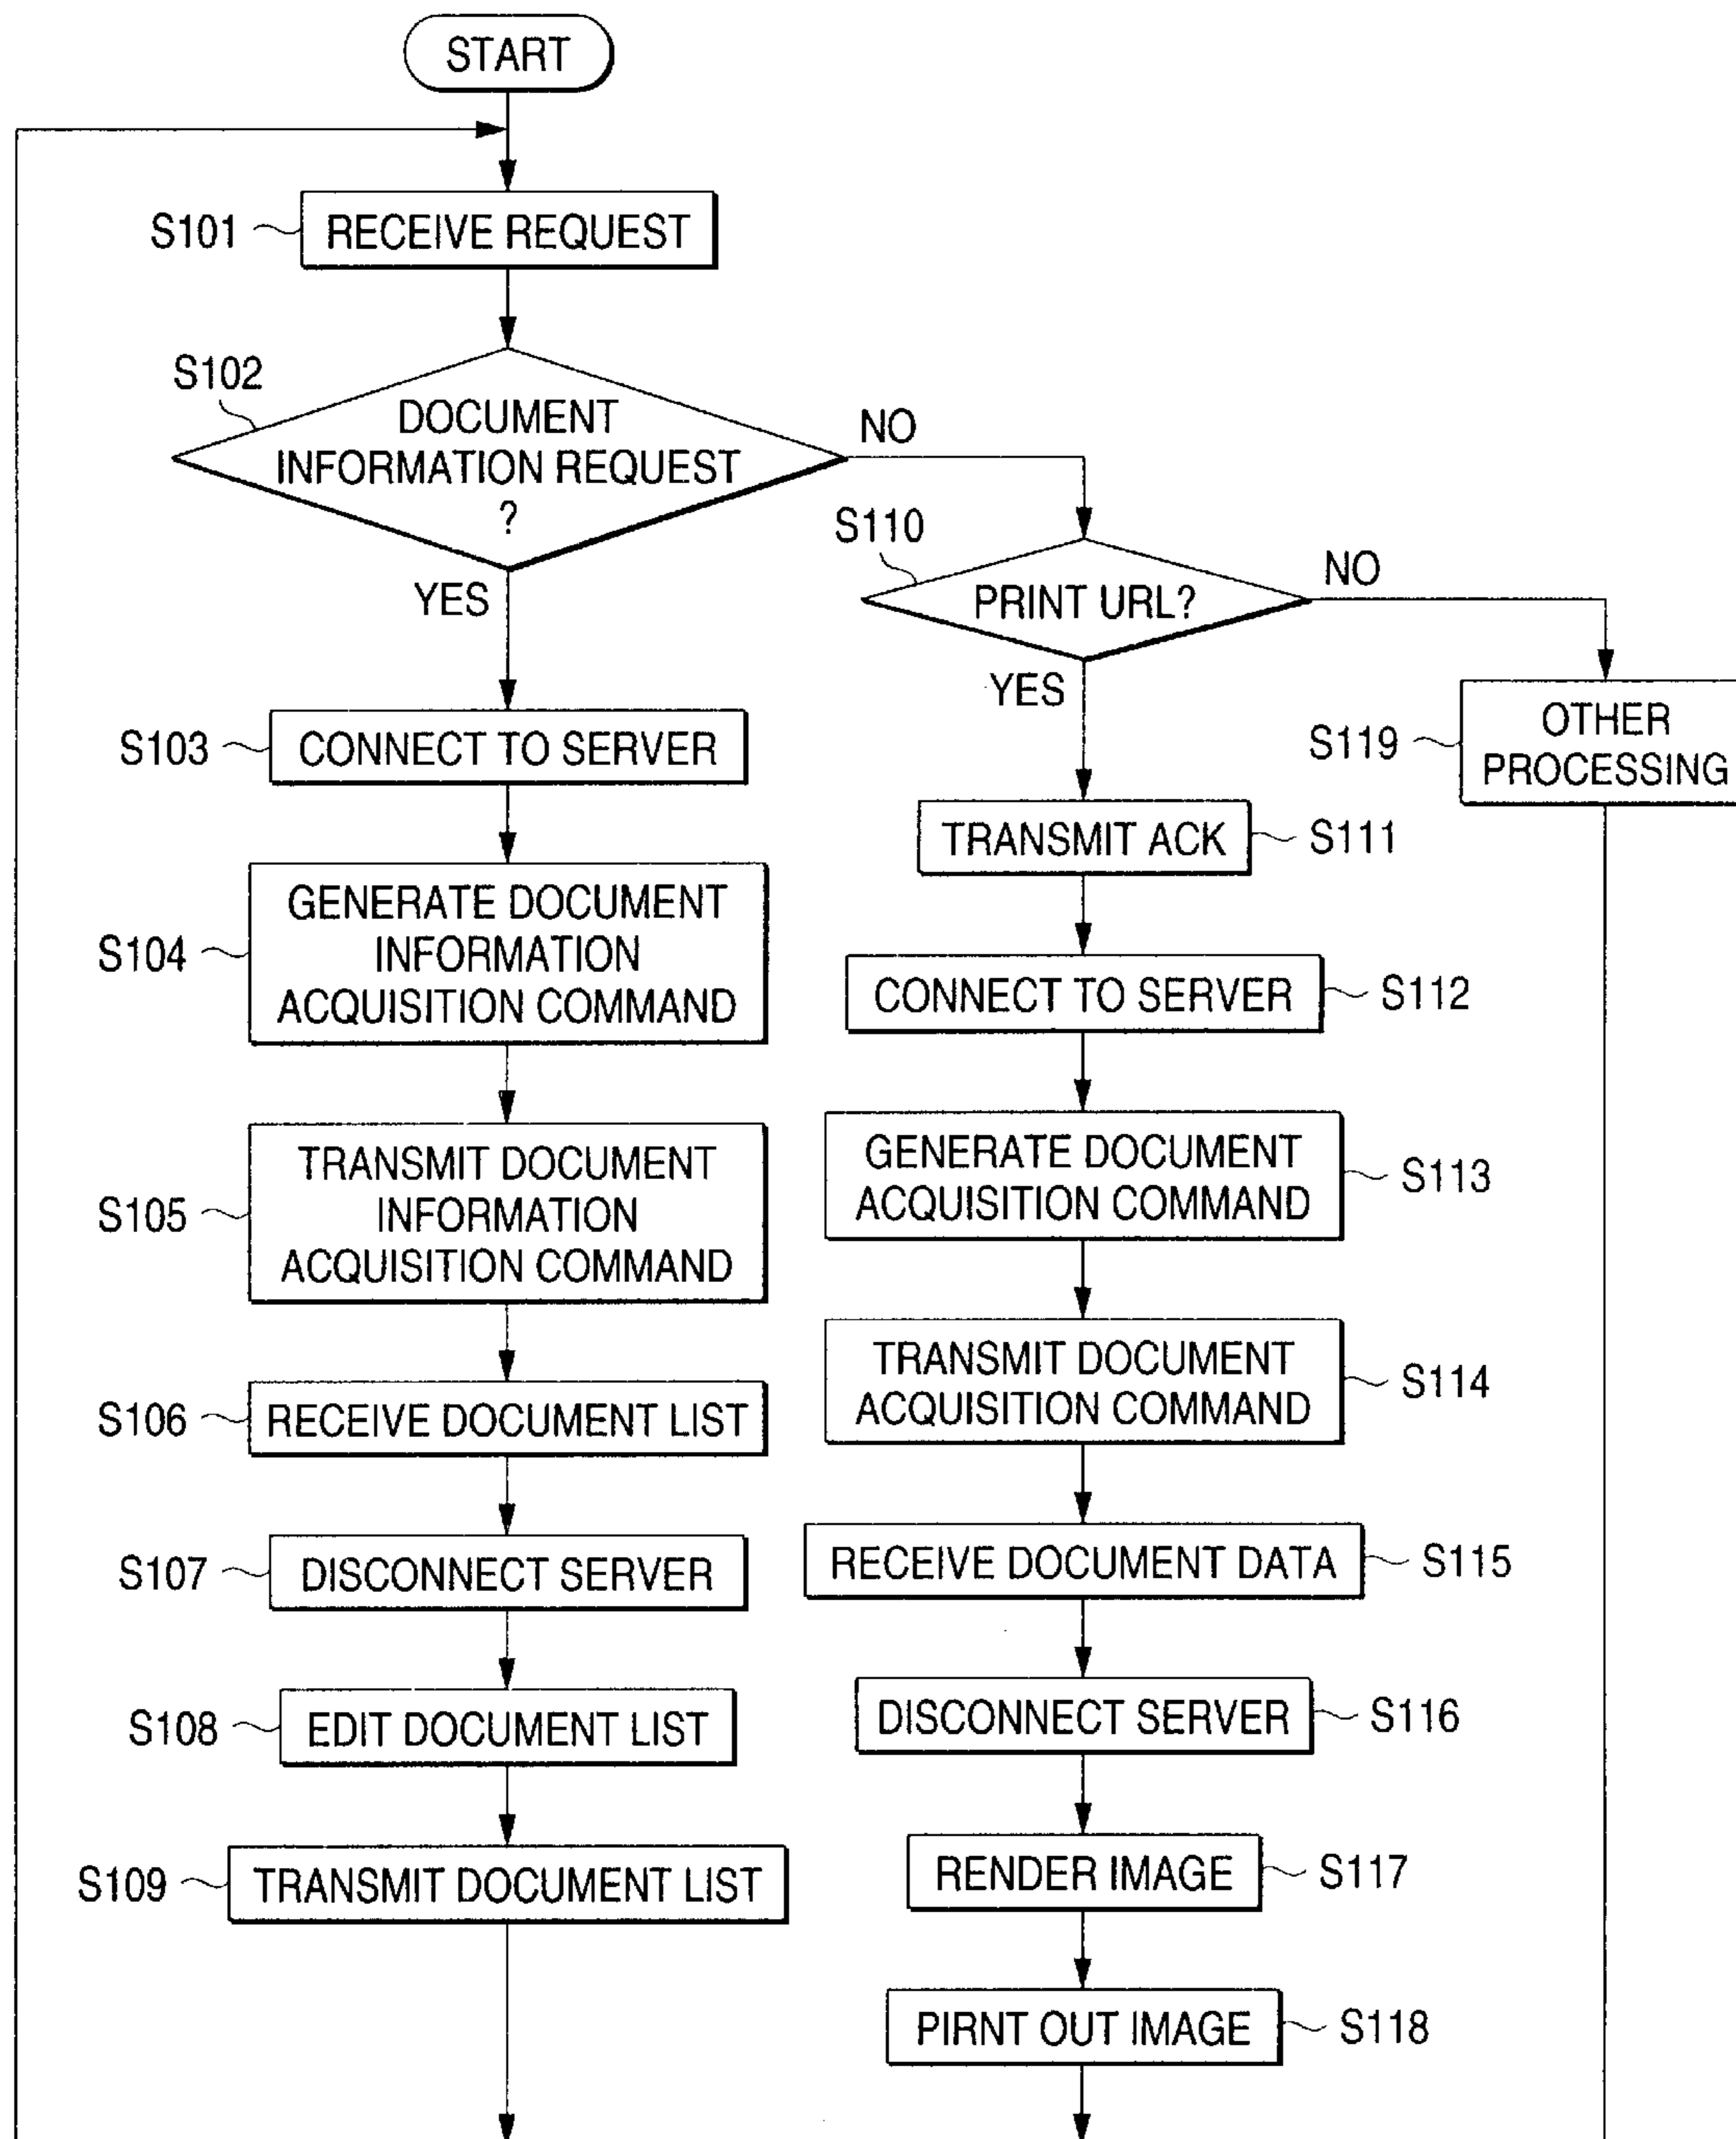 START
S101
RECEIVE REQUEST
S102
DOCUMENT
INFORMATION REQUEST
?
NO
YES
S103
CONNECT TO SERVER
S104
GENERATE DOCUMENT
INFORMATION
ACQUISITION COMMAND
S105
TRANSMIT DOCUMENT
INFORMATION
ACQUISITION COMMAND
S106
RECEIVE DOCUMENT LIST
S107
DISCONNECT SERVER
S108
EDIT DOCUMENT LIST
S109
TRANSMIT DOCUMENT LIST
S110
PRINT URL?
NO
YES
TRANSMIT ACK
S111
CONNECT TO SERVER
S112
GENERATE DOCUMENT
ACQUISITION COMMAND
S113
TRANSMIT DOCUMENT
ACQUISITION COMMAND
S114
RECEIVE DOCUMENT DATA
S115
DISCONNECT SERVER
S116
RENDER IMAGE
S117
PIRNT OUT IMAGE
S118
S119
OTHER
PROCESSING